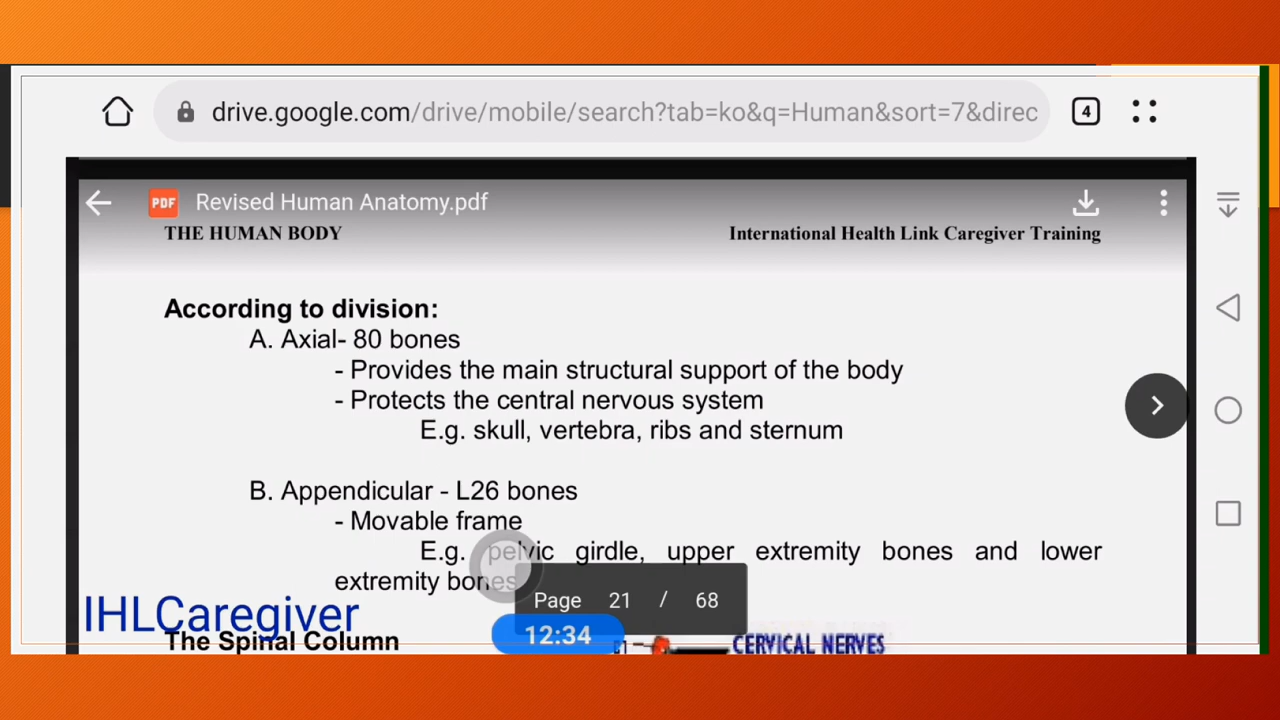 drive.google.com/drive/mobile/search?tab=ko&q=Human&sort=7&direc
4
PDF Revised Human Anatomy.pdf
THE HUMAN BODY International Health Link Caregiver Training
According to division:
A. Axial- 80 bones
- Provides the main structural support of the body
- Protects the central nervous system
E.g. skull, vertebra, ribs and sternum
B. Appendicular - L26 bones
- Movable frame
E.g. pelvic girdle, upper extremity bones and lower
extremity bones
Page 21 / 68
IHLCaregiver
12:34
The Spinal Column
CERVICAL NERVES